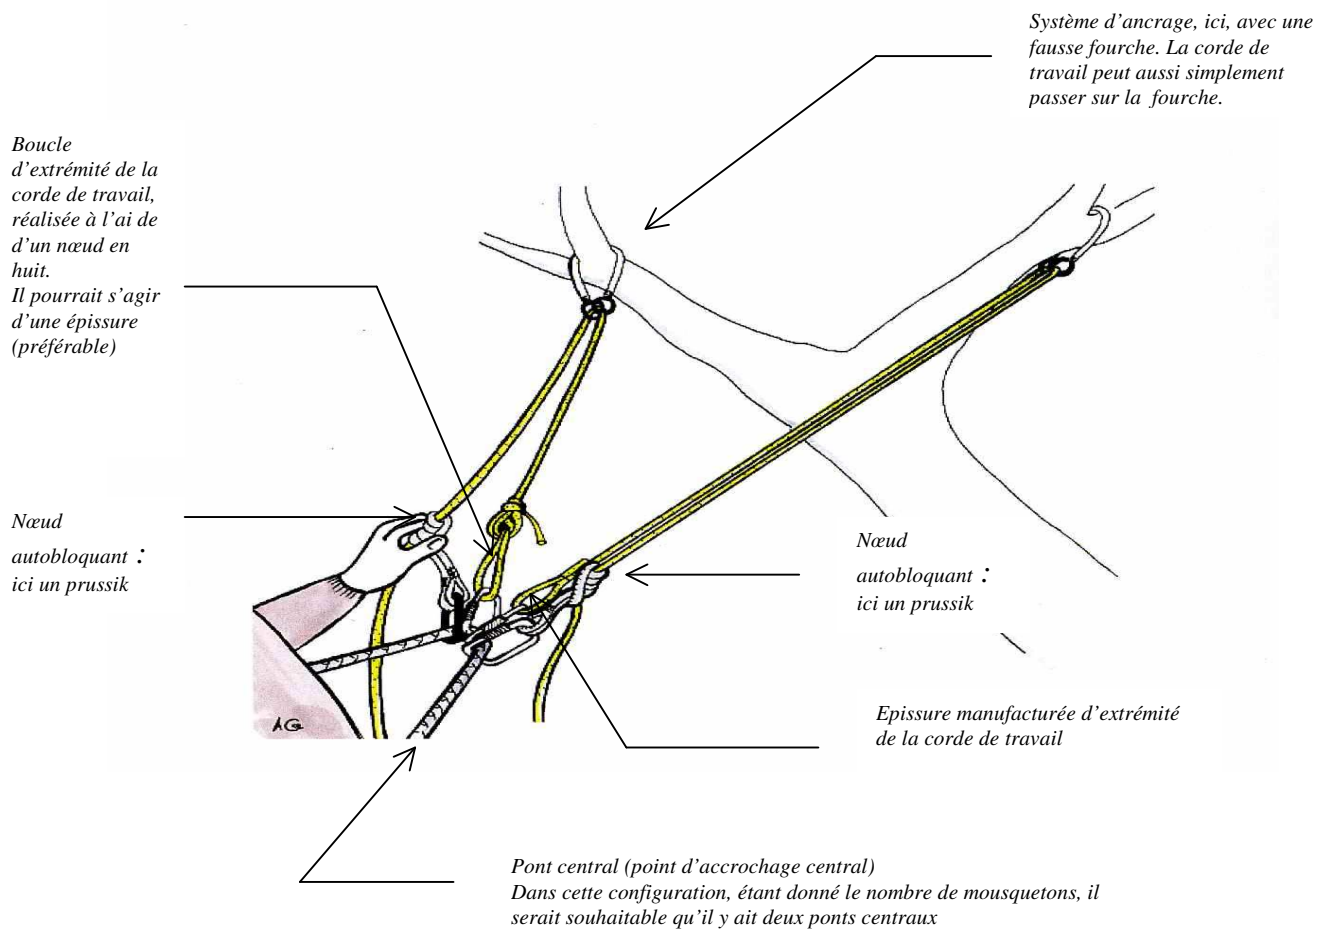 Système d'ancrage, ici, avec une
fausse fourche. La corde de
travail peut aussi simplement
passer sur la fourche.
Boucle
d'extrémité de la
corde de travail,
réalisée à l'ai de
d'un nœud en
huit.
Il pourrait s'agir
d'une épissure
(préférable)
Nœud
autobloquant :
ici un prussik
Nœud
autobloquant :
ici un prussik
Epissure manufacturée d'extrémité
de la corde de travail
AG
Pont central (point d'accrochage central)
Dans cette configuration, étant donné le nombre de mousquetons, il
serait souhaitable qu'il y ait deux ponts centraux